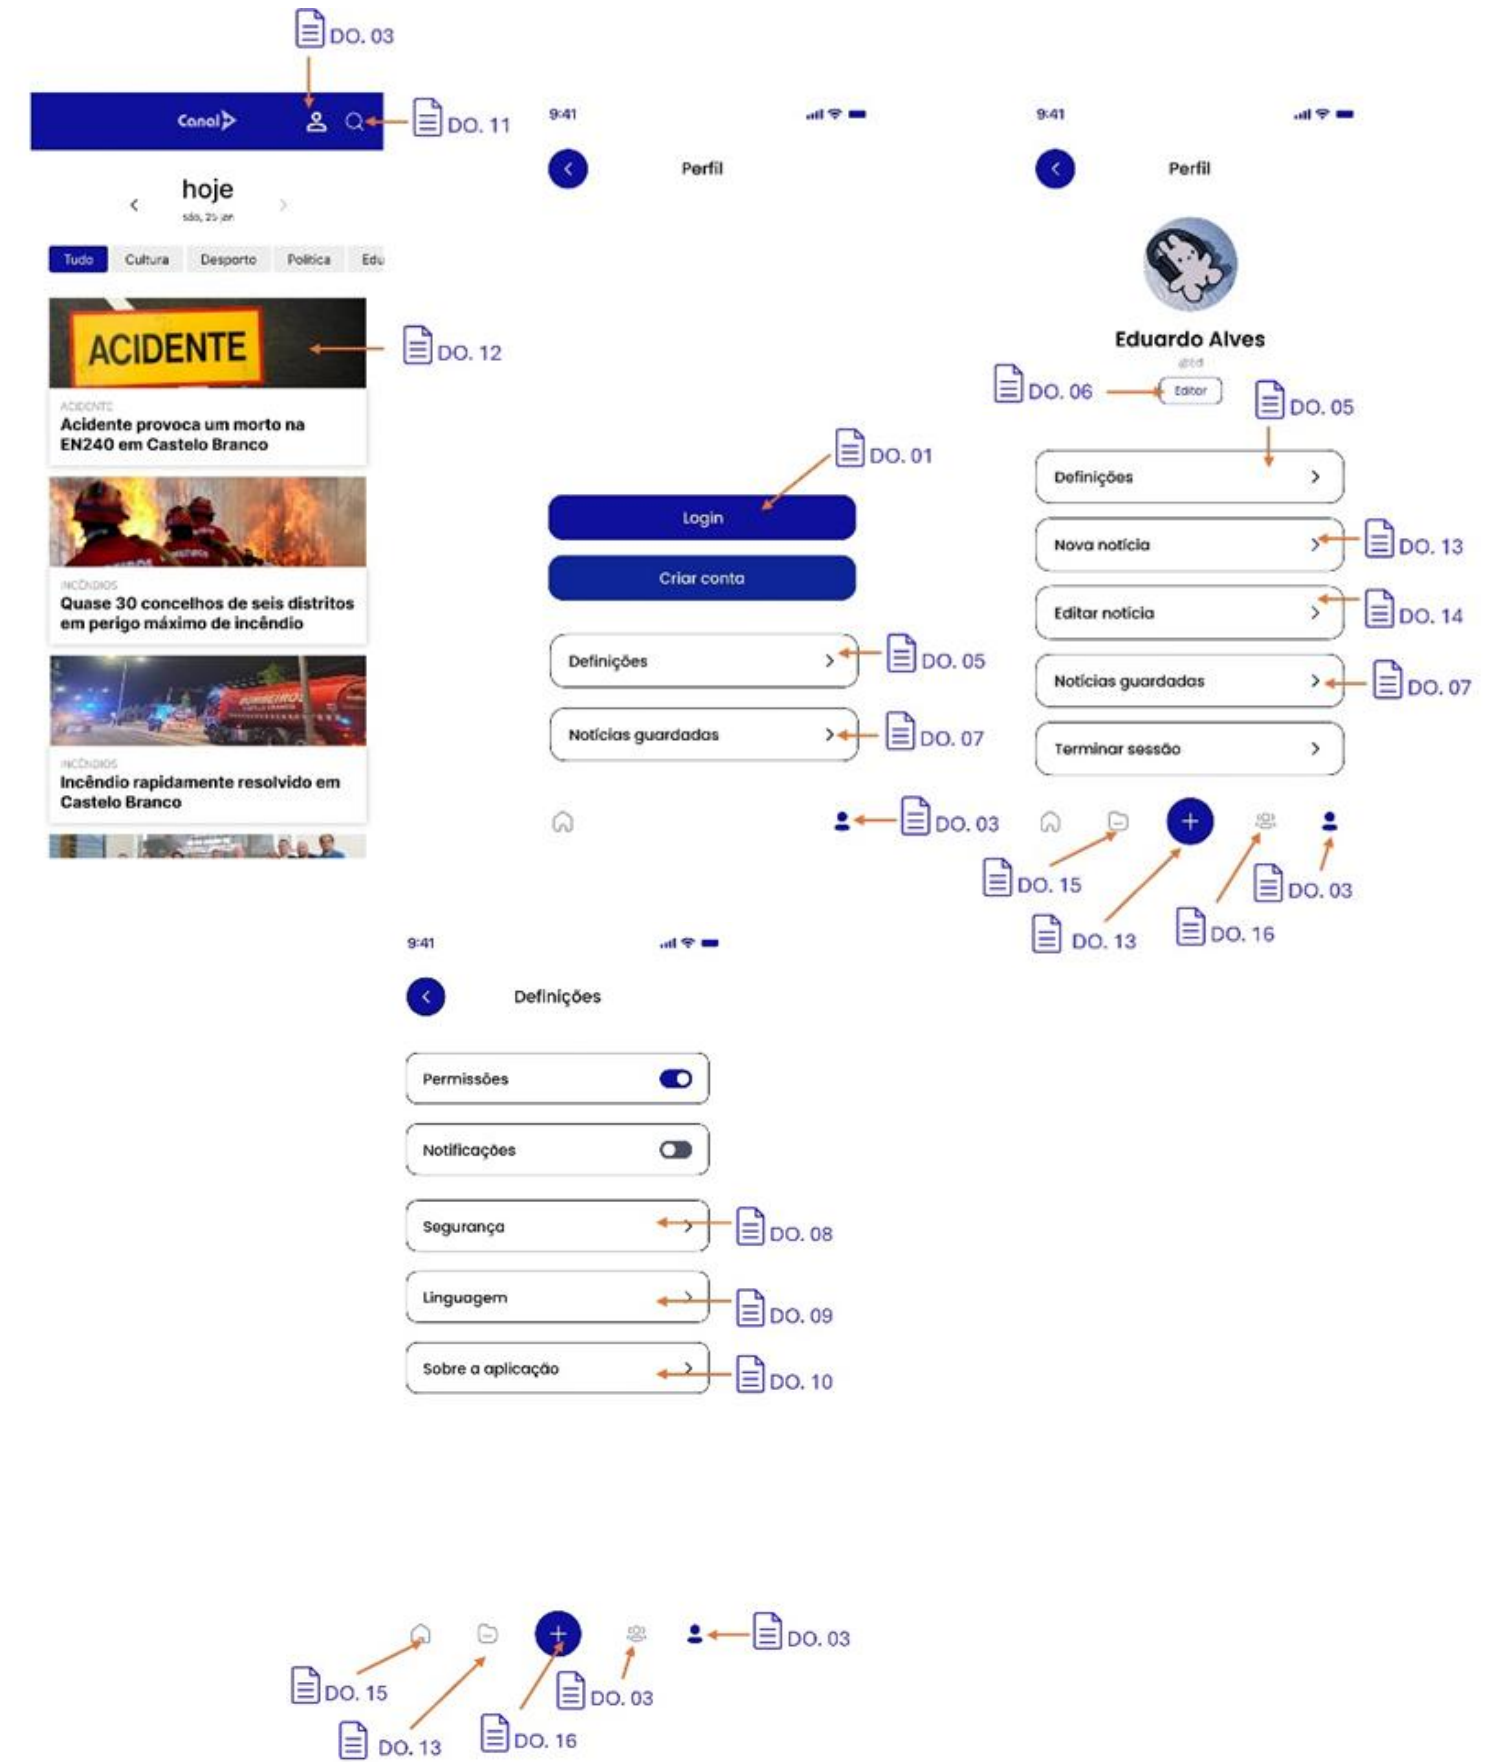 DO. 03
Canal
DO. 11
hoje
Tudo
Cultura
Desporto
Política
Edu
ACIDENTE
DO. 12
ACIDENTE
Acidente provoca um morto na
EN240 em Castelo Branco
INCÊNDIOS
Quase 30 concelhos de seis distritos
em perigo máximo de incêndio
BOMBEIROS
INCÊNDIOS
Incêndio rapidamente resolvido em
Castelo Branco
9:41
Perfil
DO. 01
Login
Criar conta
Definições
DO. 05
Notícias guardadas
DO. 07
DO. 03
9:41
Perfil
Eduardo Alves
DO. 06
Editor
DO. 05
Definições
Nova notícia
DO. 13
Editar notícia
DO. 14
Notícias guardadas
DO. 07
Terminar sessão
DO. 15
DO. 03
DO. 13
DO. 16
9:41
Definições
Permissões
Notificações
Segurança
DO. 08
Linguagem
DO. 09
Sobre a aplicação
DO. 10
DO. 03
DO. 15
DO. 03
DO. 13
DO. 16